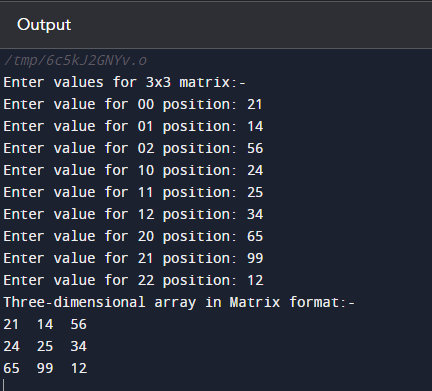 Output
/tmp/6c5kJ2GNYv.o
Enter values for 3x3 matrix:-
Enter value for 00 position: 21
Enter value for 01 position: 14
Enter value for 02 position: 56
Enter value for 10 position: 24
Enter value for 11 position: 25
Enter value for 12 position: 34
Enter value for 20 position: 65
Enter value for 21 position: 99
Enter value for 22 position: 12
Three-dimensional array in Matrix format:-
21  14  56
24  25  34
65  99  12